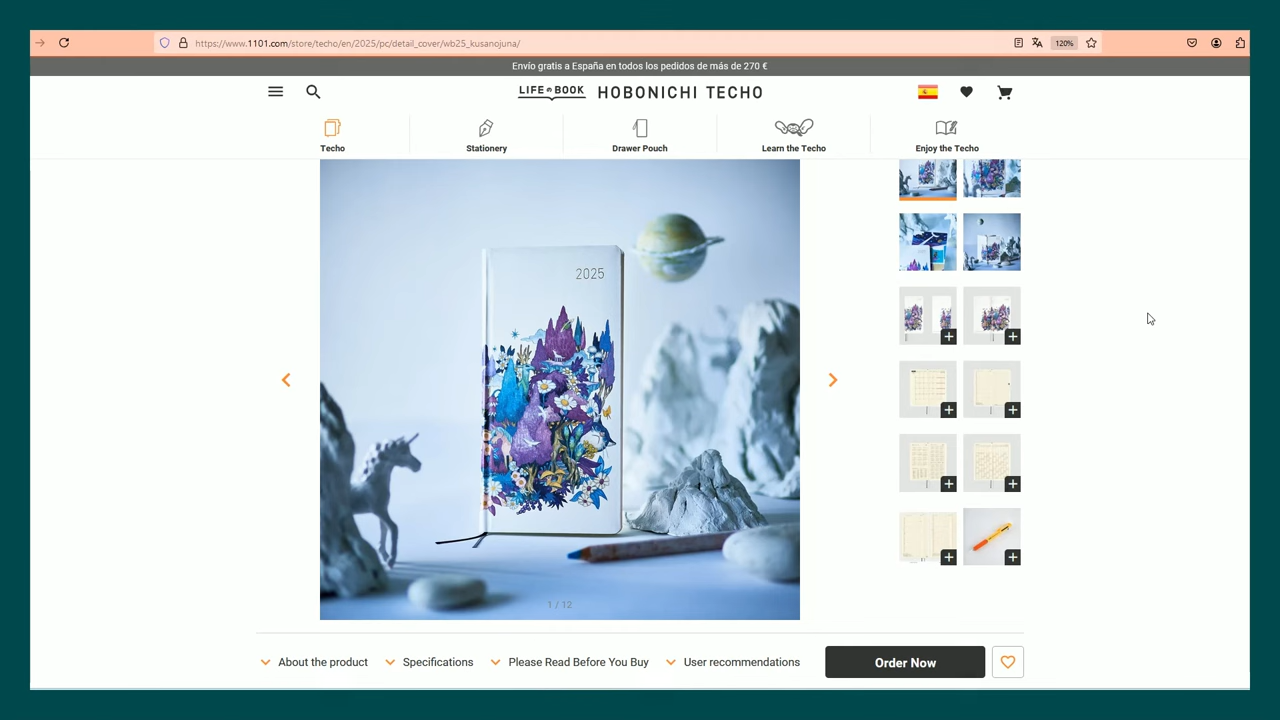 https://www.1101.com/store/techo/en/2025/pc/detail_cover/wb25_kusanojuna/
120%
Envío gratis a España en todos los pedidos de más de 270 €
LIFE BOOK HOBONICHI TECHO
Techo
Stationery
Drawer Pouch
Learn the Techo
Enjoy the Techo
2025
1 / 12
About the product
Specifications
Please Read Before You Buy
User recommendations
Order Now